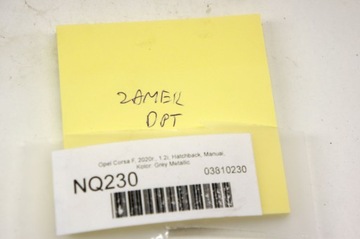 ZAMEK
DPT
Opel Corsa F, 2020r., 1.2i, Hatchback, Manual,
Kolor: Grey Metallic
NQ230 03810230